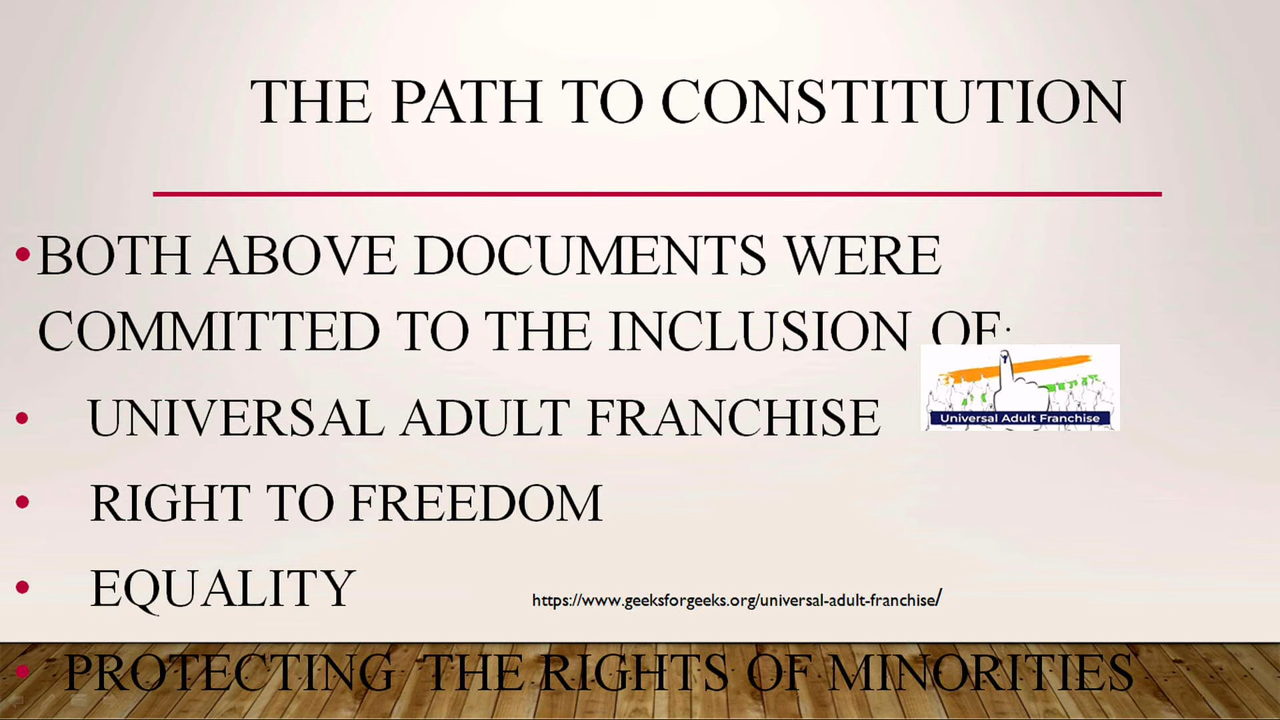 THE PATH TO CONSTITUTION
•BOTH ABOVE DOCUMENTS WERE
COMMITTED TO THE INCLUSION OF:
• UNIVERSAL ADULT FRANCHISE
Universal Adult Franchise
• RIGHT TO FREEDOM
• EQUALITY
https://www.geeksforgeeks.org/universal-adult-franchise/
• PROTECTING THE RIGHTS OF MINORITIES